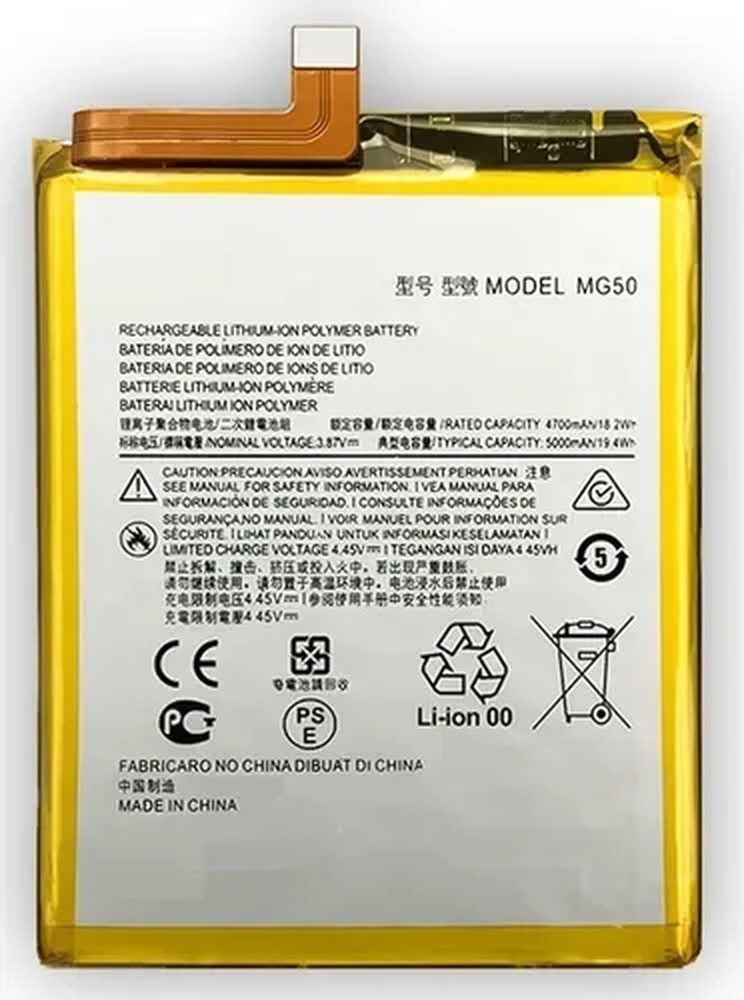 型号 型號 MODEL MG50
RECHARGEABLE LITHIUM-ION POLYMER BATTERY
BATERÍA DE POLIMERO DE ION DE LITIO
BATERIA DE POLÍMERO DE IONS DE LITIO
BATTERIE LITHIUM-ION POLYMÈRE
BATERAI LITHIUM ION POLYMER
锂离子聚合物电池/二次鋰電池組 额定容量/額定電容量 /RATED CAPACITY 4700mAh/18.2Wh
标称电压/標稱電壓/NOMINAL VOLTAGE:3.87V 典型容量/典型電容量/TYPICAL CAPACITY: 5000mAh/19.4Wh
CAUTION:PRECAUCION.AVISO.AVERTISSEMENT.PERHATIAN. 注意
SEE MANUAL FOR SAFETY INFORMATION. I VEA MANUAL PARA
INFORMACIÓN DE SEGURIDAD. I CONSULTE INFORMAÇÕES DE
SEGURANÇA,NO MANUAL. I VOIR MANUEL POUR INFORMATION SUR
SÉCURITE. I LIHAT PANDUAN UNTUK INFORMASI KESELAMATAN I
LIMITED CHARGE VOLTAGE 4.45V I TEGANGAN ISI DAYA 4 45VH
禁止拆解、撞击、挤压或投入火中。若出现严重鼓胀、
请勿继续使用。请勿置于高温环境中。电池浸水后禁止使用
充电限制电压4 45V I 参阅使用手册中安全性能须知.
充電限制電壓4 45V
5
CE
廢電池請回收
PCT
PS
E
Li-ion 00
FABRICARO NO CHINA DIBUAT DI CHINA
中国制造
MADE IN CHINA